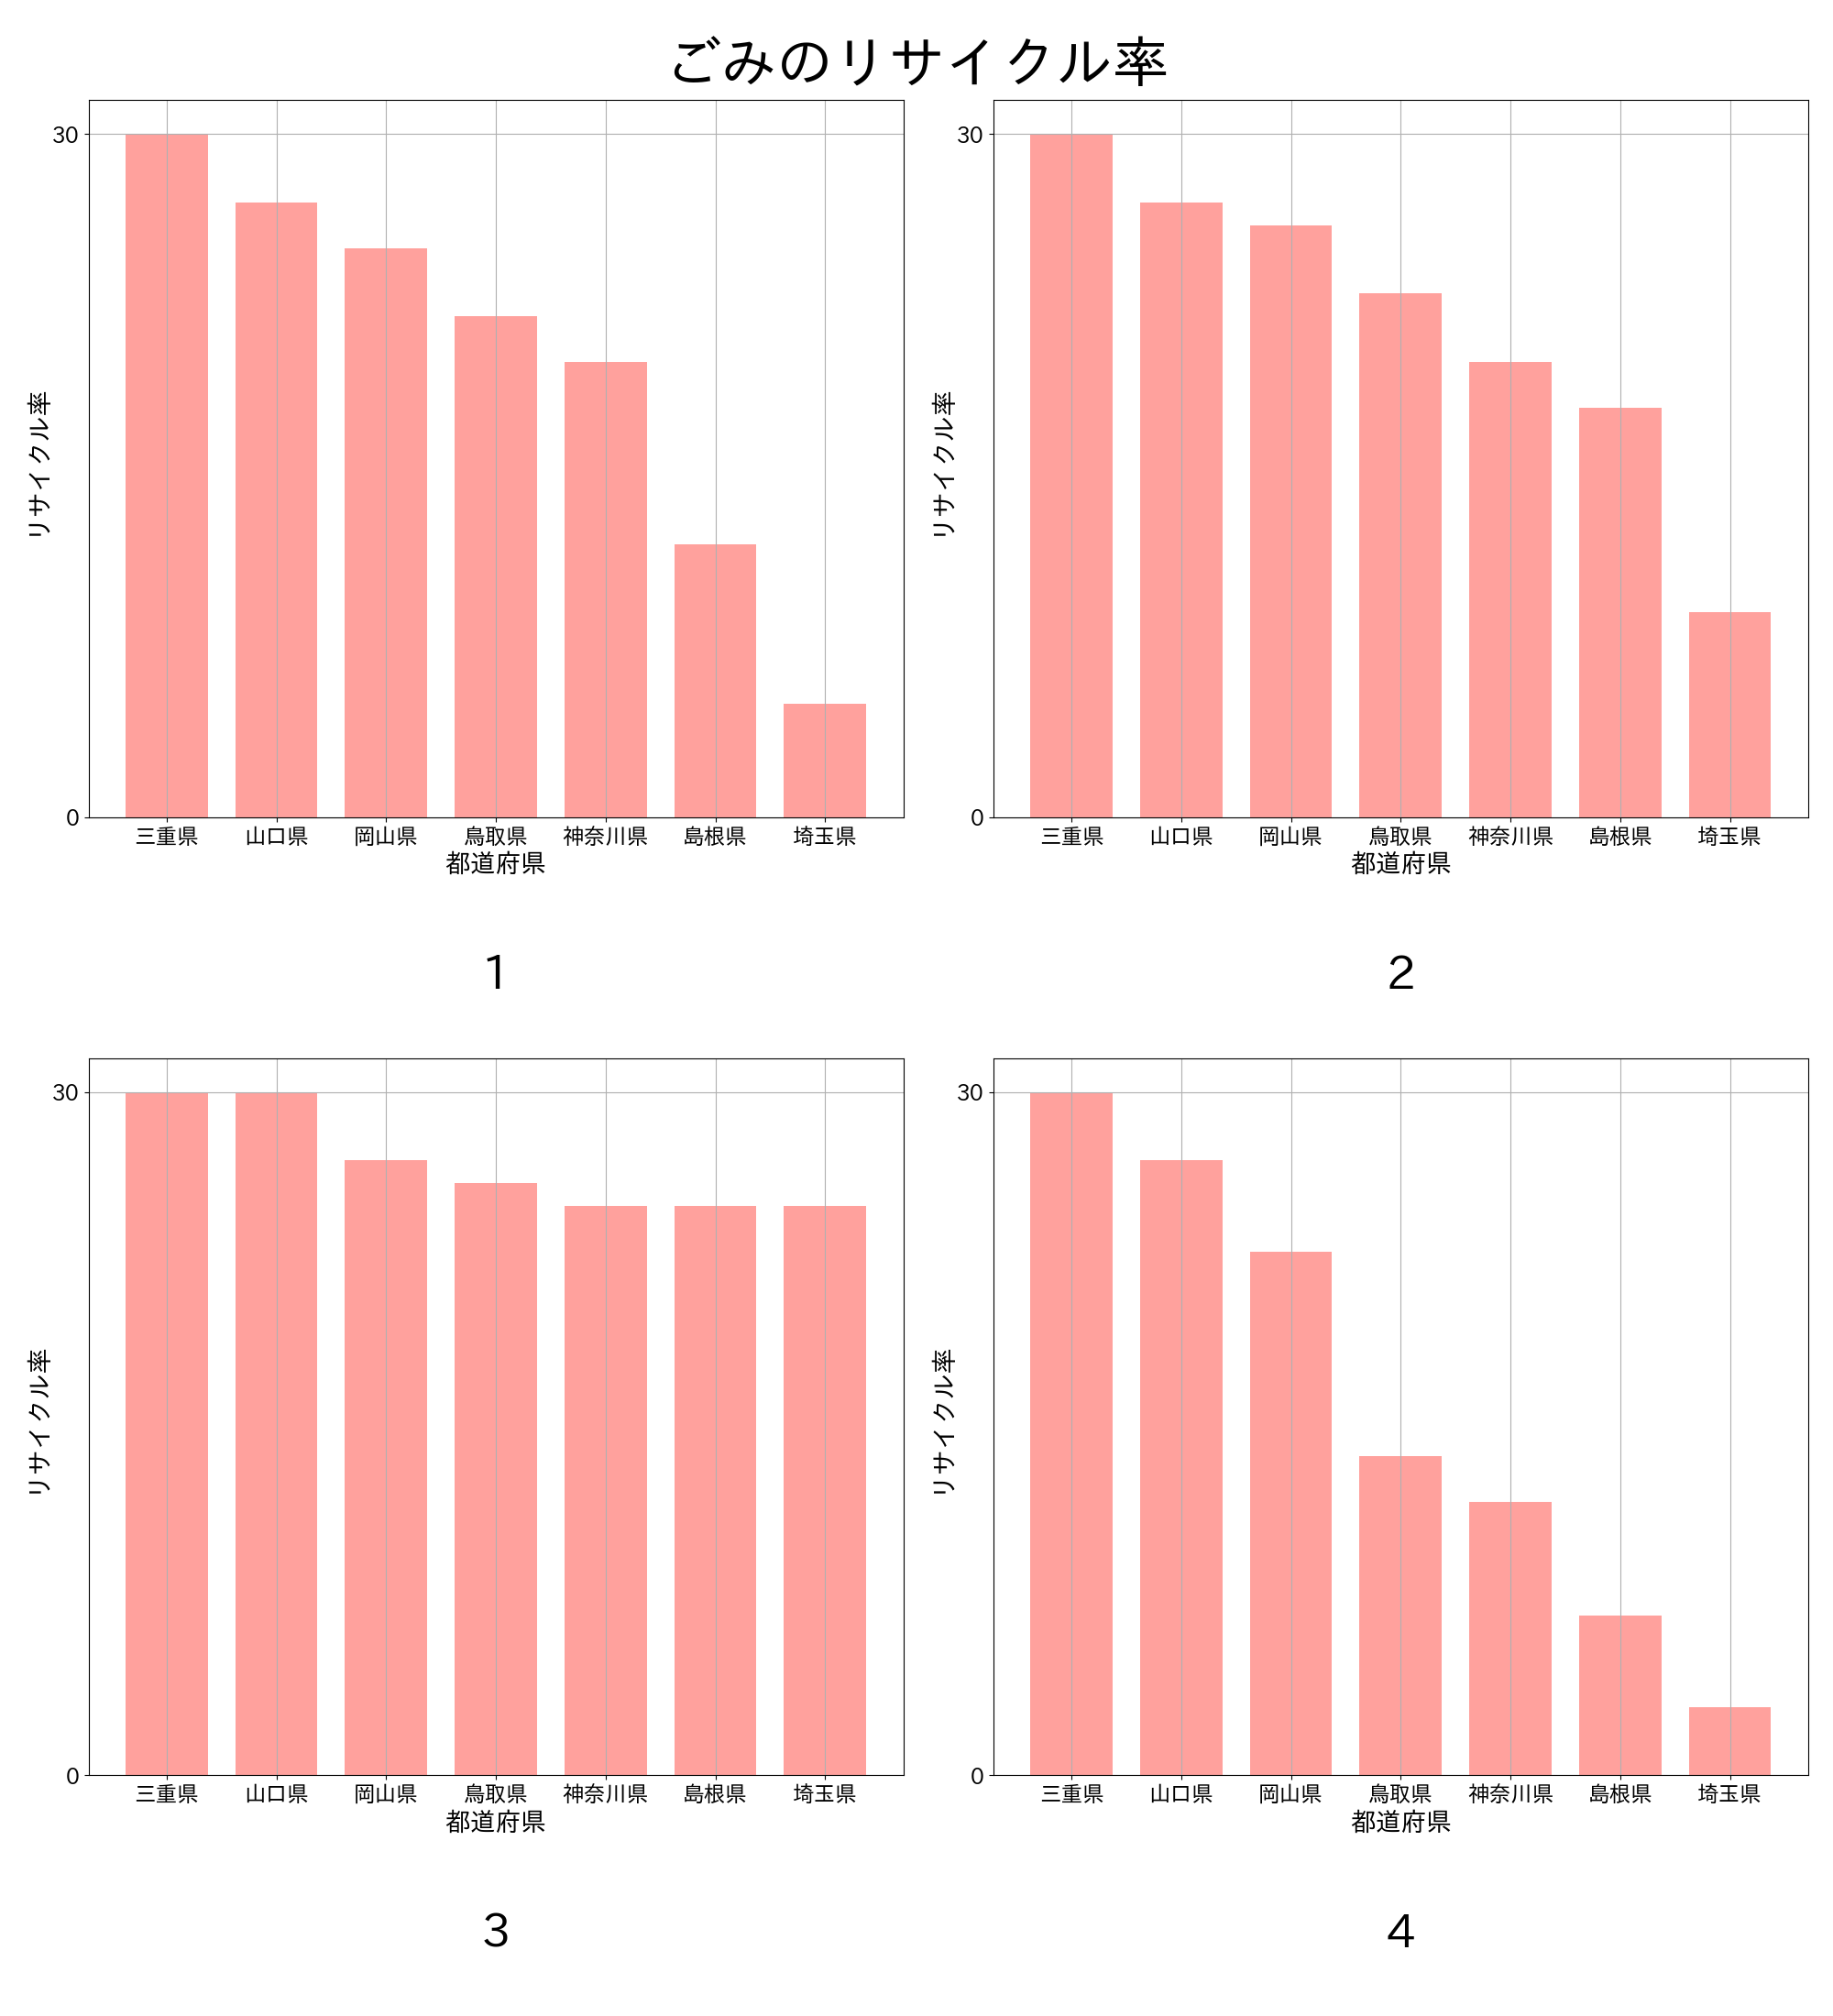 ごみのリサイクル率
30
0
リサイクル率
三重県 山口県 岡山県 鳥取県 神奈川県 島根県 埼玉県
都道府県
1
30
0
リサイクル率
三重県 山口県 岡山県 鳥取県 神奈川県 島根県 埼玉県
都道府県
2
30
0
リサイクル率
三重県 山口県 岡山県 鳥取県 神奈川県 島根県 埼玉県
都道府県
3
30
0
リサイクル率
三重県 山口県 岡山県 鳥取県 神奈川県 島根県 埼玉県
都道府県
4